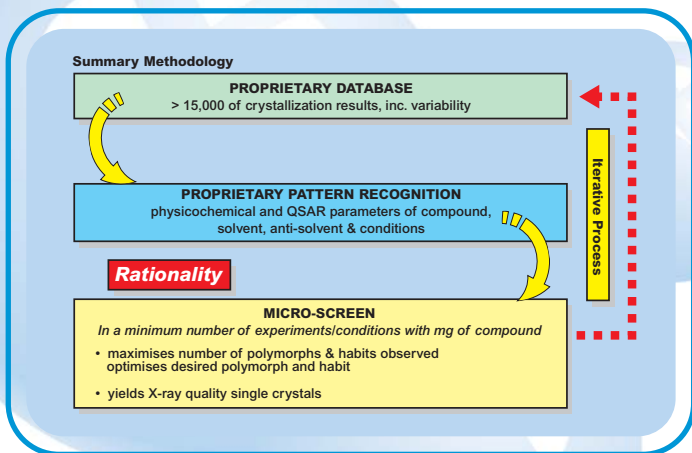 Summary Methodology
PROPRIETARY DATABASE
> 15,000 of crystallization results, inc. variability
PROPRIETARY PATTERN RECOGNITION
physicochemical and QSAR parameters of compound,
solvent, anti-solvent & conditions
Iterative Process
Rationality
MICRO-SCREEN
In a minimum number of experiments/conditions with mg of compound
• maximises number of polymorphs & habits observed
optimises desired polymorph and habit
• yields X-ray quality single crystals